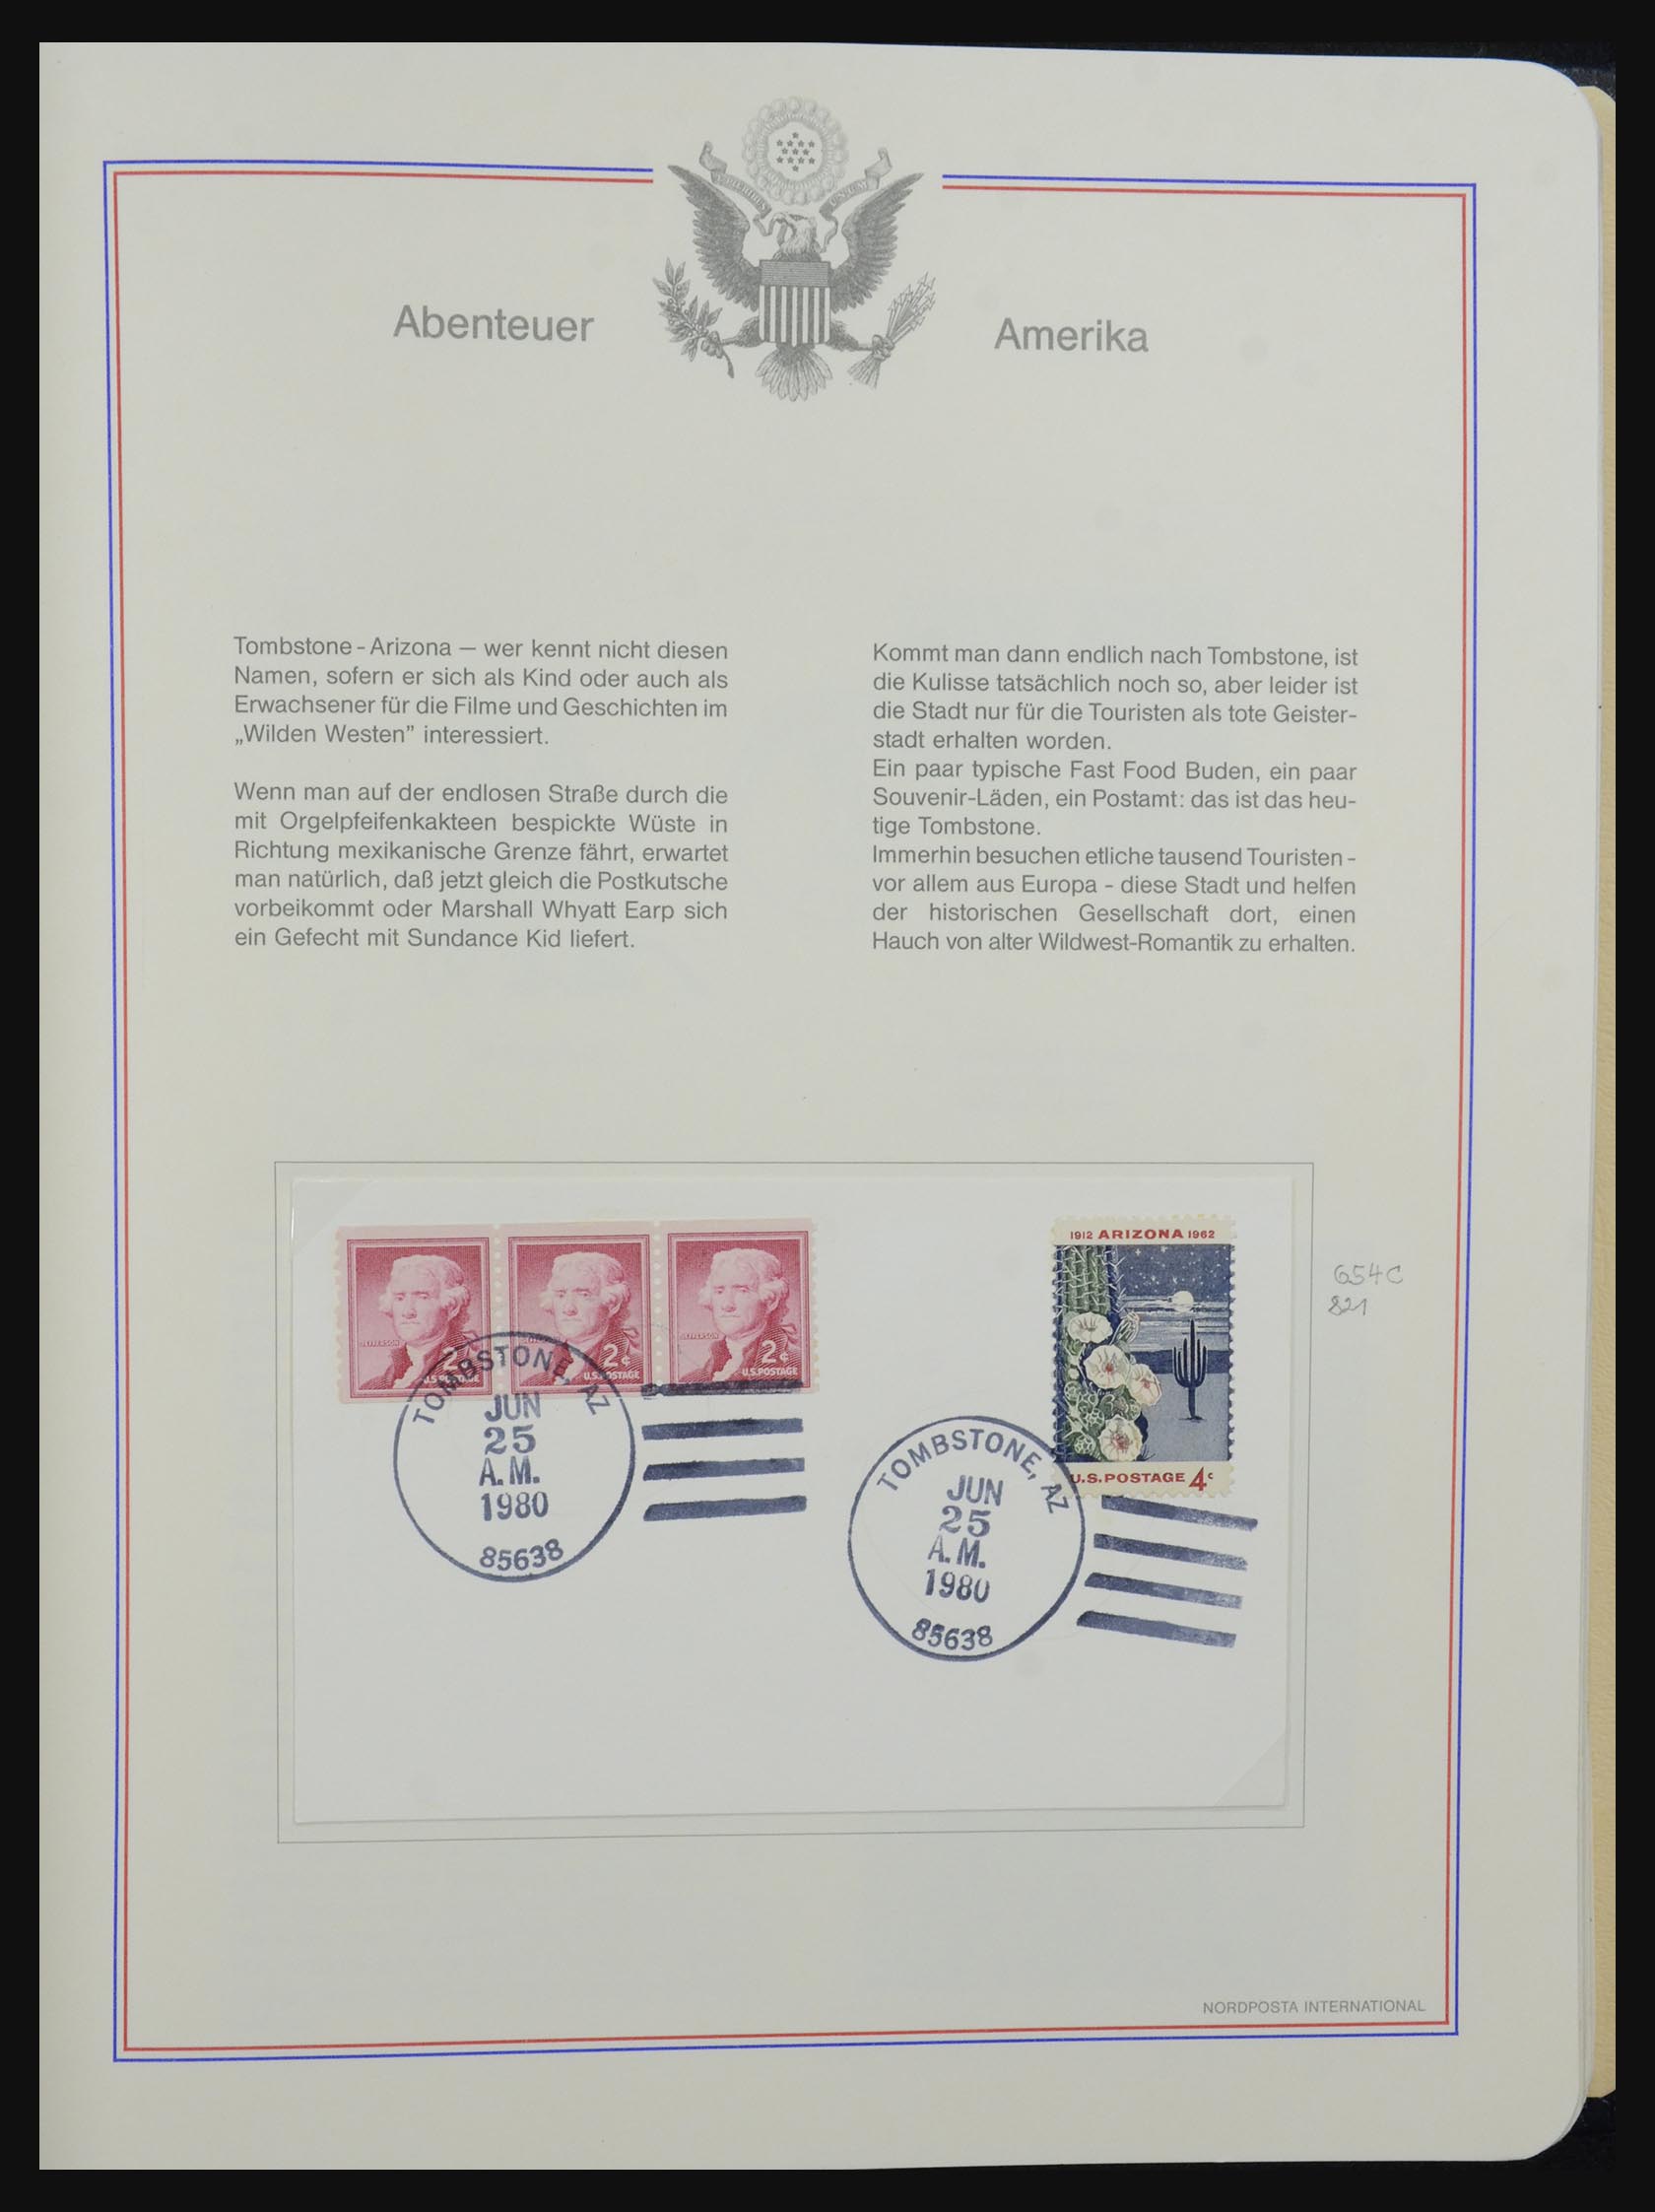 Abenteuer Amerika
Tombstone - Arizona — wer kennt nicht diesen
Namen, sofern er sich als Kind oder auch als
Erwachsener für die Filme und Geschichten im
„Wilden Westen” interessiert.
Wenn man auf der endlosen Straße durch die
mit Orgelpfeifenkakteen bespickte Wüste in
Richtung mexikanische Grenze fährt, erwartet
man natürlich, daß jetzt gleich die Postkutsche
vorbeikommt oder Marshall Whyatt Earp sich
ein Gefecht mit Sundance Kid liefert.
Kommt man dann endlich nach Tombstone, ist
die Kulisse tatsächlich noch so, aber leider ist
die Stadt nur für die Touristen als tote Geister-
stadt erhalten worden.
Ein paar typische Fast Food Buden, ein paar
Souvenir-Läden, ein Postamt: das ist das heu-
tige Tombstone.
Immerhin besuchen etliche tausend Touristen -
vor allem aus Europa - diese Stadt und helfen
der historischen Gesellschaft dort, einen
Hauch von alter Wildwest-Romantik zu erhalten.
JEFFERSON
2¢
U.S.POSTAGE
JEFFERSON
2¢
U.S.POSTAGE
JEFFERSON
2¢
U.S.POSTAGE
TOMBSTONE, AZ
JUN
25
A.M.
1980
85638
1912 ARIZONA 1962
U.S.POSTAGE 4c
TOMBSTONE, AZ
JUN
25
A.M.
1980
85638
654C
821
NORDPOSTA INTERNATIONAL